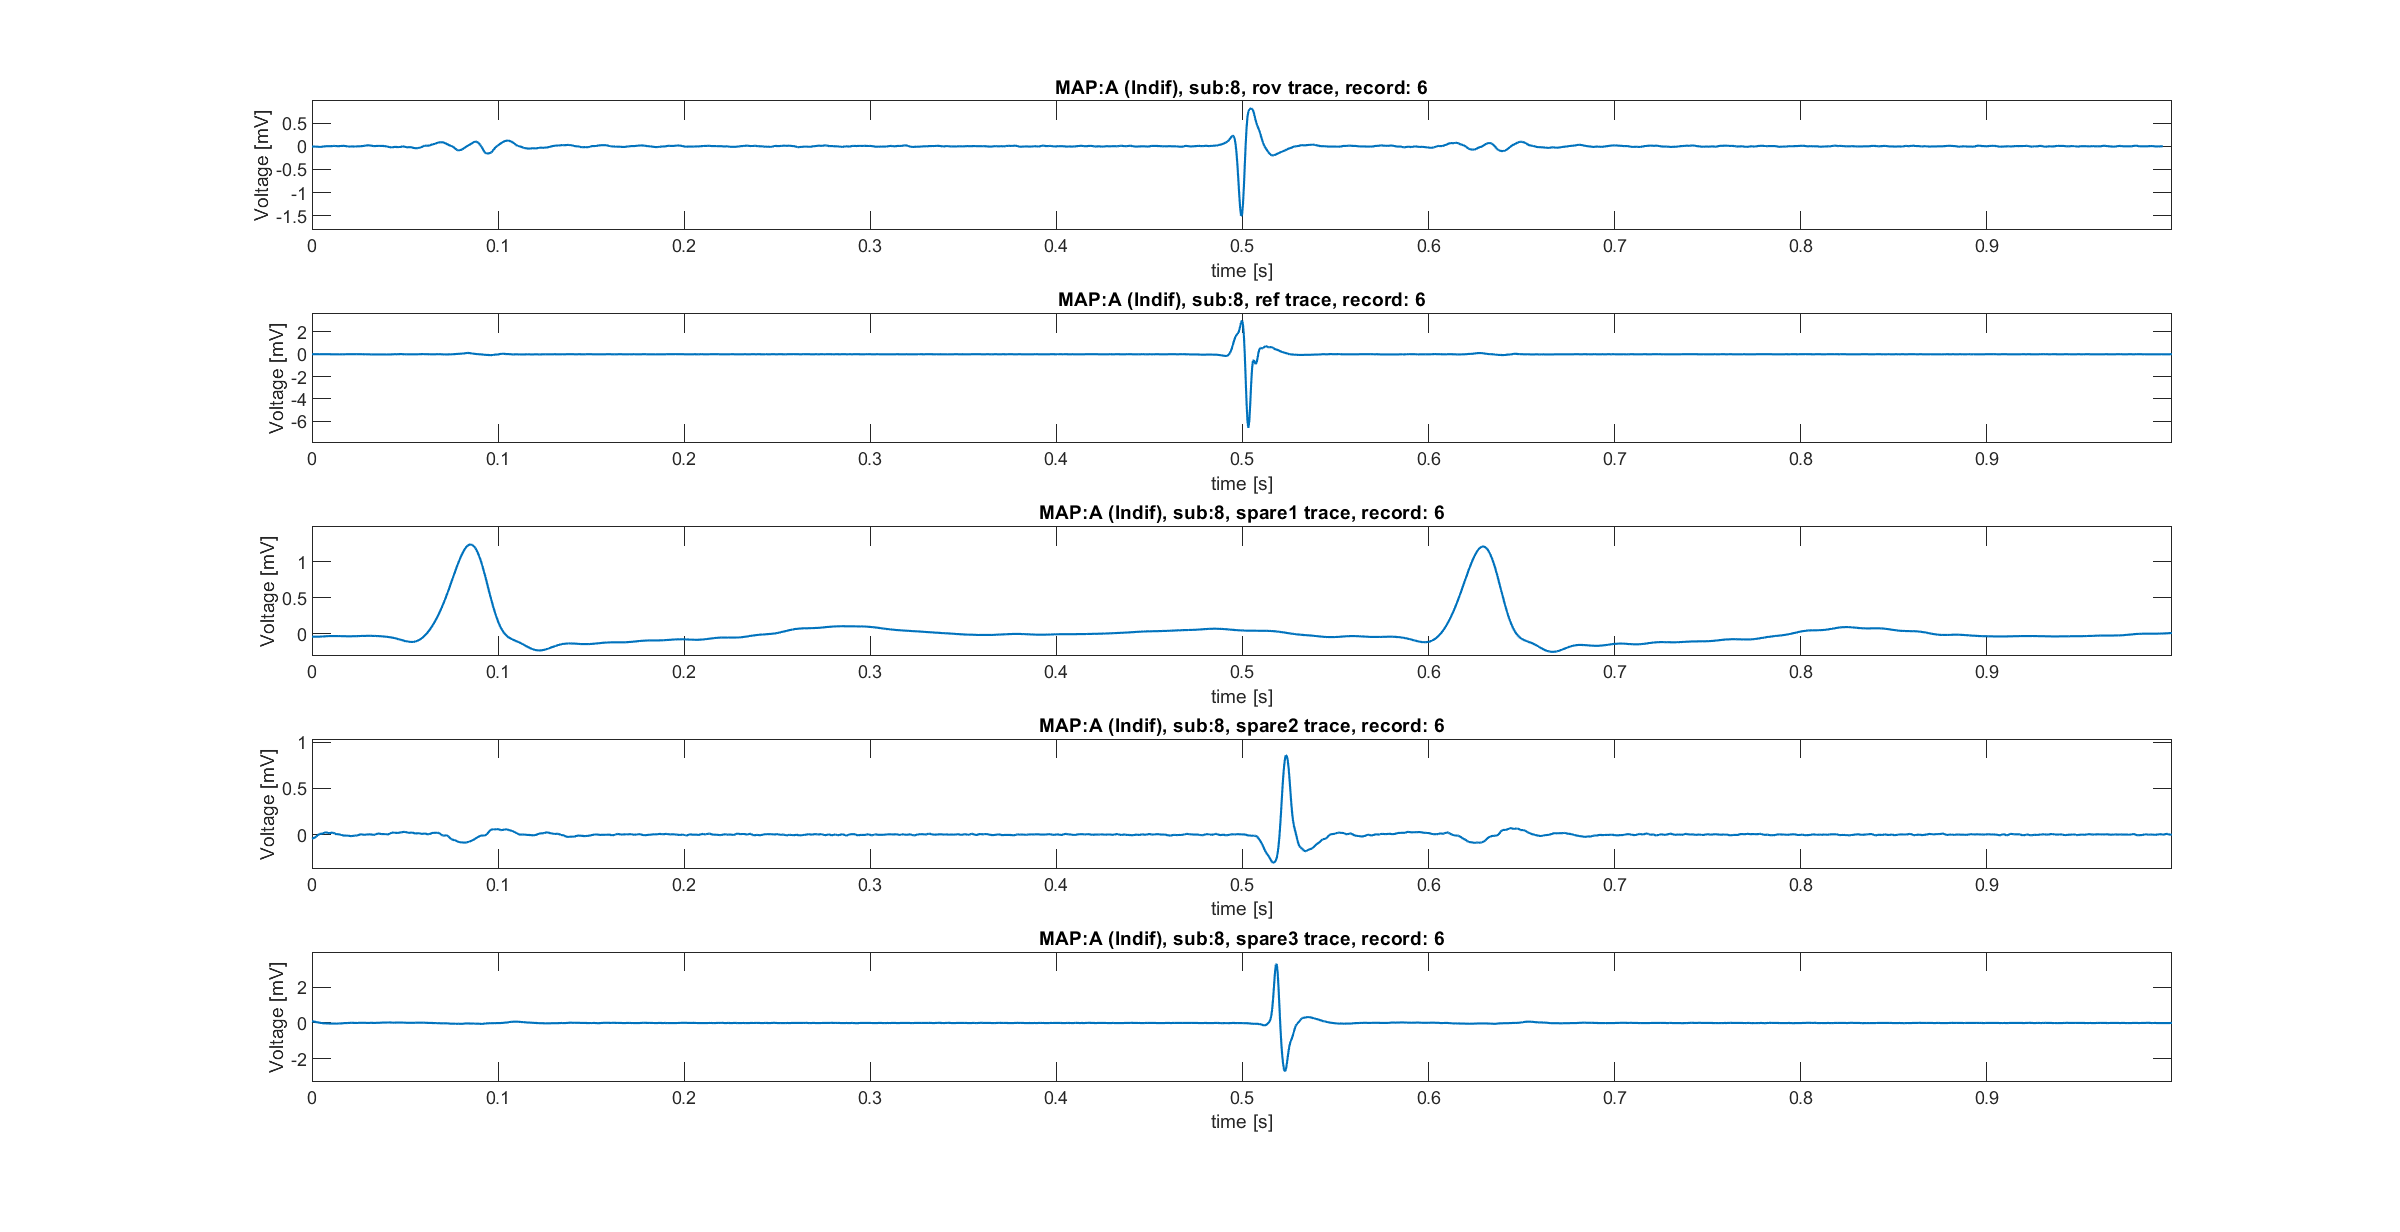 MAP:A (Indif), sub:8, rov trace, record: 6
Voltage [mV]
0.5
0
-0.5
-1
-1.5
0 0.1 0.2 0.3 0.4 0.5 0.6 0.7 0.8 0.9
time [s]
MAP:A (Indif), sub:8, ref trace, record: 6
Voltage [mV]
2
0
-2
-4
-6
0 0.1 0.2 0.3 0.4 0.5 0.6 0.7 0.8 0.9
time [s]
MAP:A (Indif), sub:8, spare1 trace, record: 6
Voltage [mV]
1
0.5
0
0 0.1 0.2 0.3 0.4 0.5 0.6 0.7 0.8 0.9
time [s]
MAP:A (Indif), sub:8, spare2 trace, record: 6
Voltage [mV]
1
0.5
0
0 0.1 0.2 0.3 0.4 0.5 0.6 0.7 0.8 0.9
time [s]
MAP:A (Indif), sub:8, spare3 trace, record: 6
Voltage [mV]
2
0
-2
0 0.1 0.2 0.3 0.4 0.5 0.6 0.7 0.8 0.9
time [s]